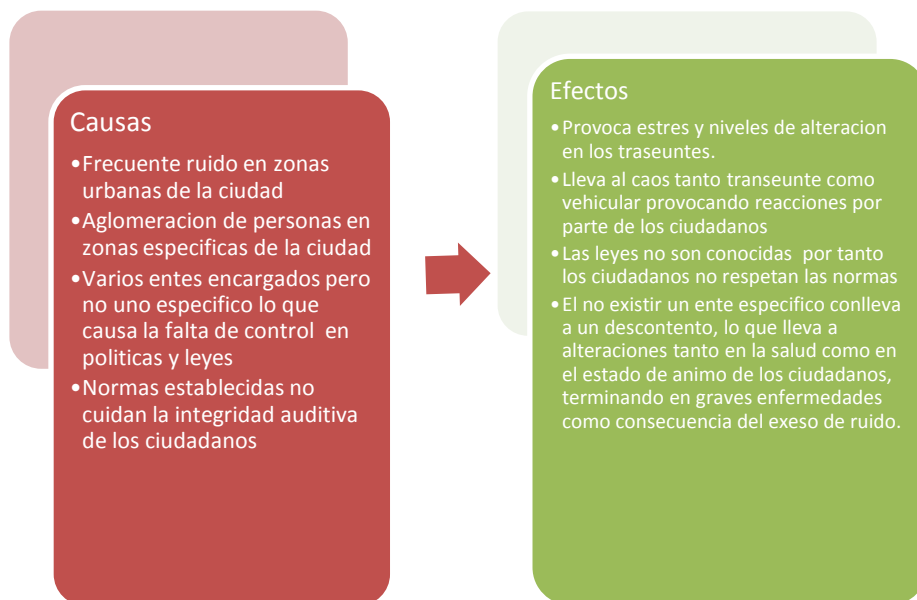 Causas
•Frecuente ruido en zonas
urbanas de la ciudad
•Aglomeracion de personas en
zonas especificas de la ciudad
•Varios entes encargados pero
no uno especifico lo que
causa la falta de control en
politicas y leyes
•Normas establecidas no
cuidan la integridad auditiva
de los ciudadanos
Efectos
•Provoca estres y niveles de alteracion
en los traseuntes.
•Lleva al caos tanto transeunte como
vehicular provocando reacciones por
parte de los ciudadanos
•Las leyes no son conocidas por tanto
los ciudadanos no respetan las normas
•El no existir un ente especifico conlleva
a un descontento, lo que lleva a
alteraciones tanto en la salud como en
el estado de animo de los ciudadanos,
terminando en graves enfermedades
como consecuencia del exeso de ruido.